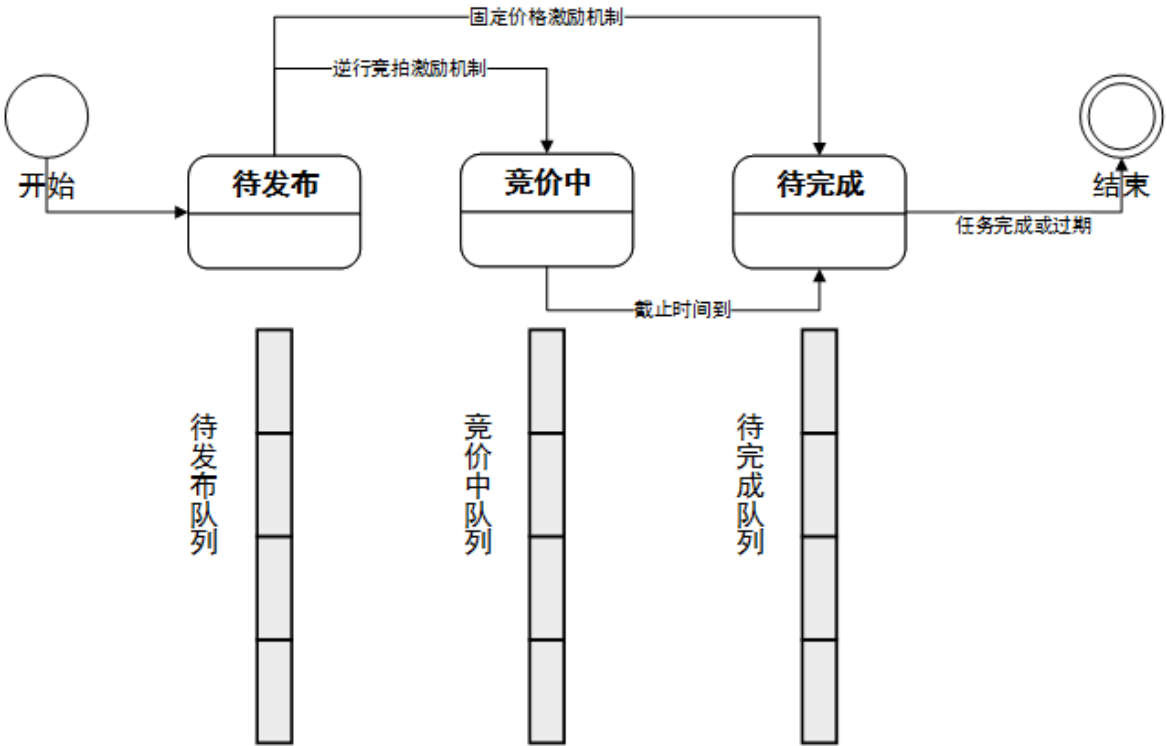 固定价格激励机制
逆行竞拍激励机制
开始
待发布
竞价中
待完成
结束
任务完成或过期
截止时间到
待发布队列
竞价中队列
待完成队列